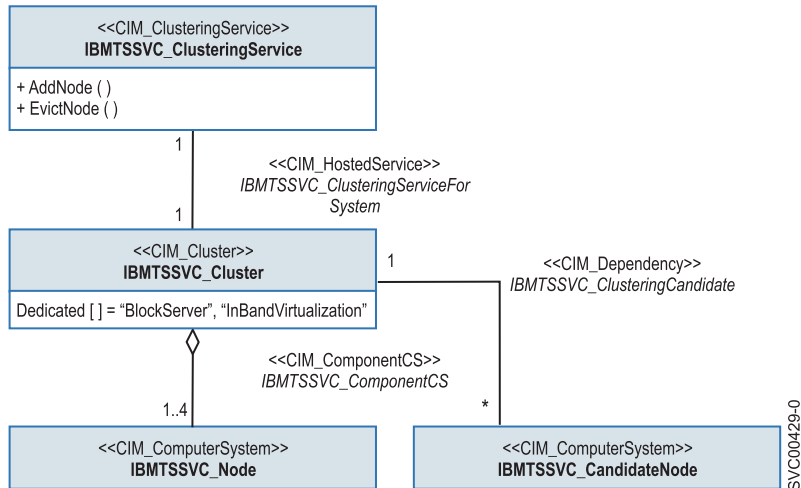 <<CIM_ClusteringService>>
IBMTSSVC_ClusteringService
+ AddNode ( )
+ EvictNode ( )
1
<<CIM_HostedService>>
IBMTSSVC_ClusteringServiceFor
System
1
<<CIM_Cluster>>
IBMTSSVC_Cluster
Dedicated [ ] = “BlockServer”, “InBandVirtualization”
1
<<CIM_Dependency>>
IBMTSSVC_ClusteringCandidate
<<CIM_ComponentCS>>
IBMTSSVC_ComponentCS
1..4
*
<<CIM_ComputerSystem>>
IBMTSSVC_Node
<<CIM_ComputerSystem>>
IBMTSSVC_CandidateNode
SVC00429-0